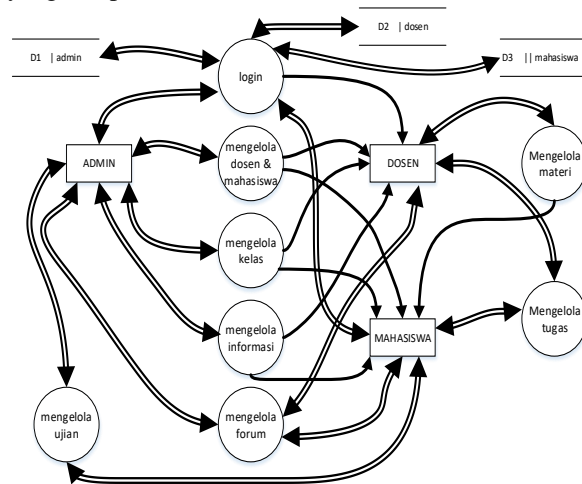 D2 | dosen
D1 | admin
D3 || mahasiswa
login
mengelola
dosen &
mahasiswa
ADMIN
DOSEN
Mengelola
materi
mengelola
kelas
mengelola
informasi
MAHASISWA
Mengelola
tugas
mengelola
ujian
mengelola
forum